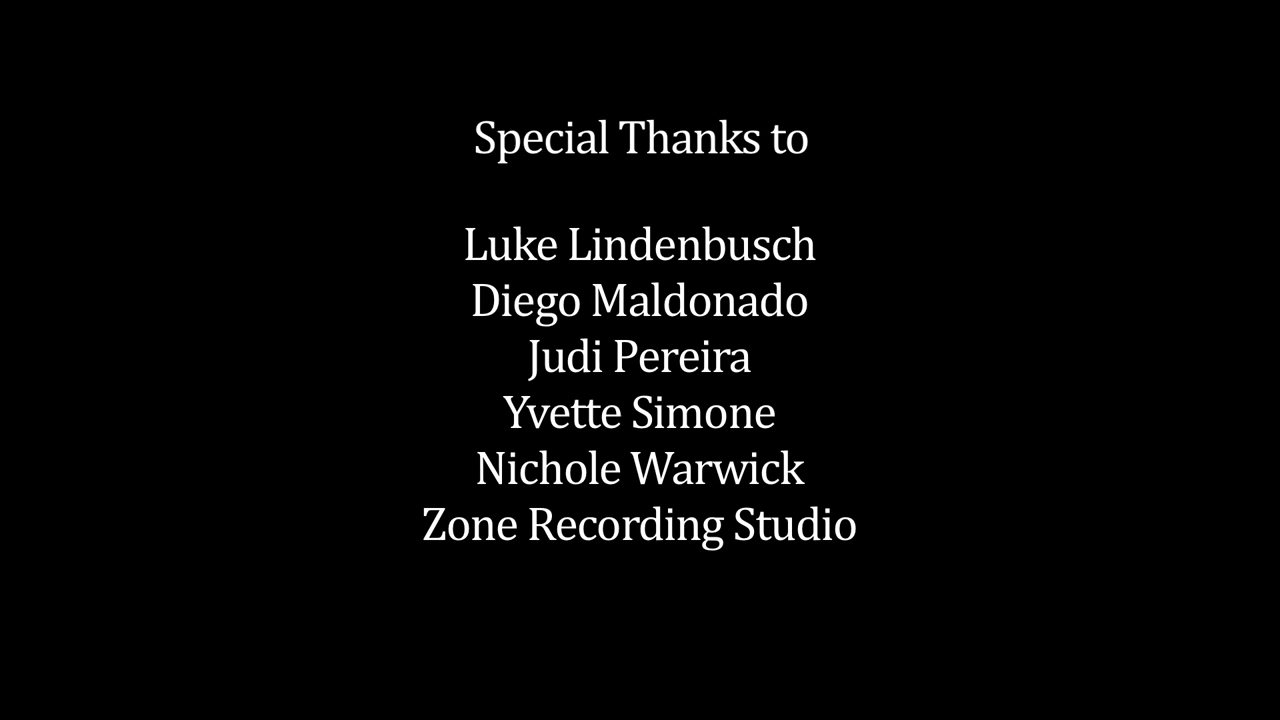 Special Thanks to
Luke Lindenbusch
Diego Maldonado
Judi Pereira
Yvette Simone
Nichole Warwick
Zone Recording Studio